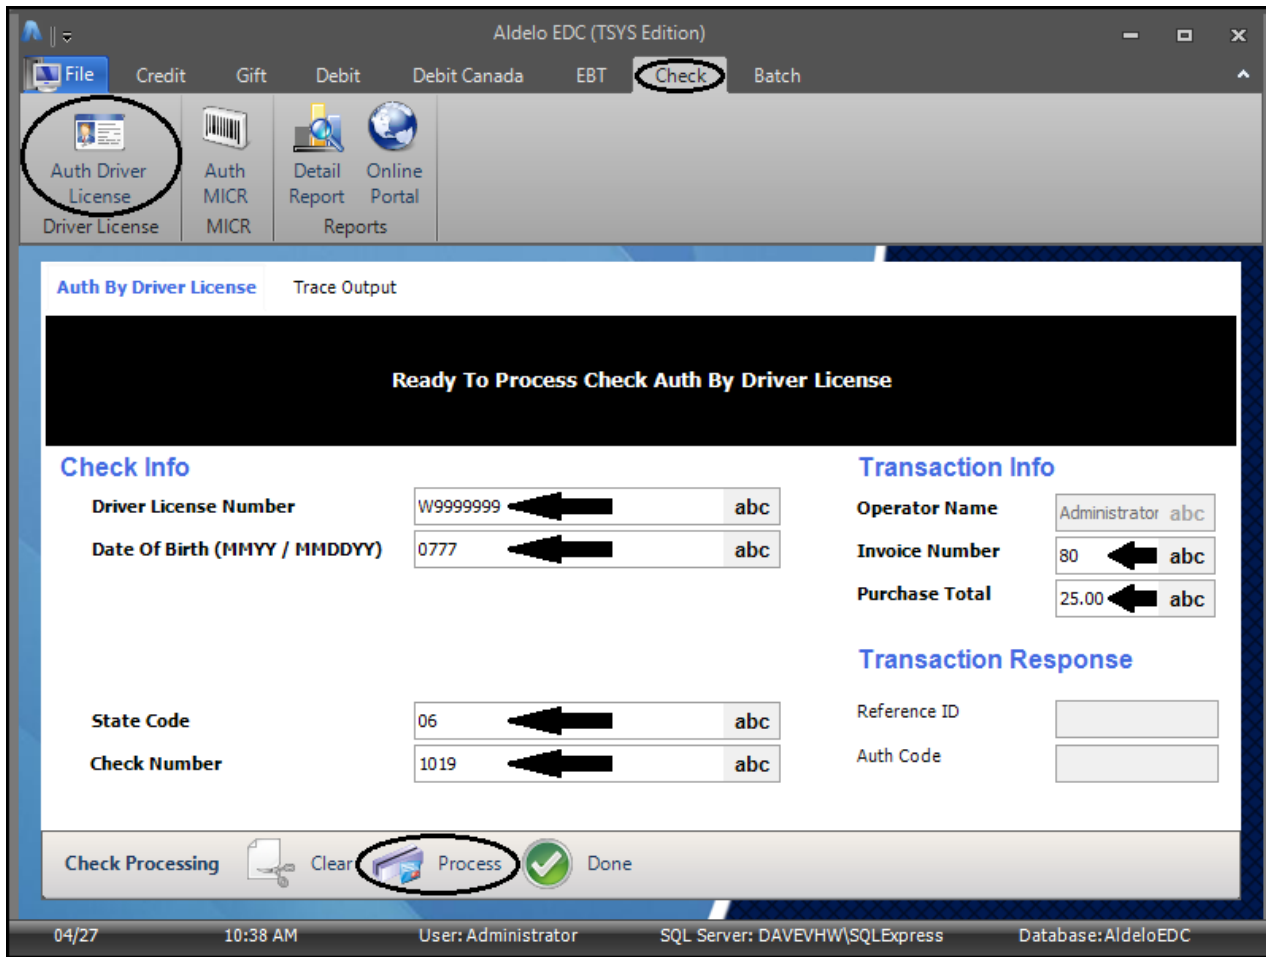 Aldelo EDC (TSYS Edition)
File Credit Gift Debit Debit Canada EBT Check Batch
Auth Driver License
Auth MICR
Detail Report
Online Portal
Driver License MICR Reports
Auth By Driver License Trace Output
Ready To Process Check Auth By Driver License
Check Info
Driver License Number W9999999 abc
Date Of Birth (MMYY / MMDDYY) 0777 abc
State Code 06 abc
Check Number 1019 abc
Transaction Info
Operator Name Administrator abc
Invoice Number 80 abc
Purchase Total 25.00 abc
Transaction Response
Reference ID
Auth Code
Check Processing Clear Process Done
04/27 10:38 AM User: Administrator SQL Server: DAVEVHW\SQLExpress Database:AldeloEDC